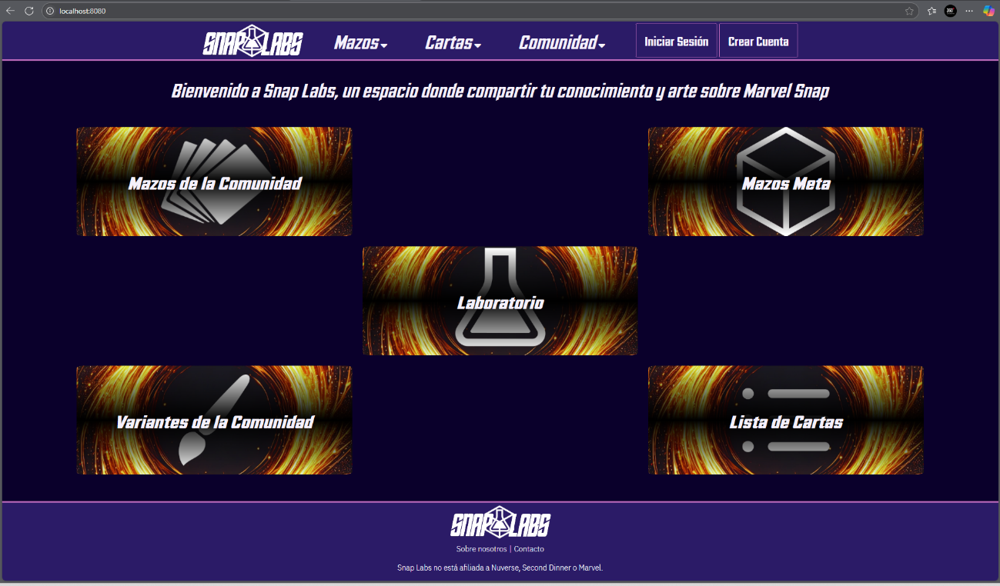 localhost:8080
360°
SNAP LABS
Mazos
Cartas
Comunidad
Iniciar Sesión
Crear Cuenta
Bienvenido a Snap Labs, un espacio donde compartir tu conocimiento y arte sobre Marvel Snap
Mazos de la Comunidad
Mazos Meta
Laboratorio
Variantes de la Comunidad
Lista de Cartas
SNAP LABS
Sobre nosotros | Contacto
Snap Labs no está afiliada a Nuverse, Second Dinner o Marvel.